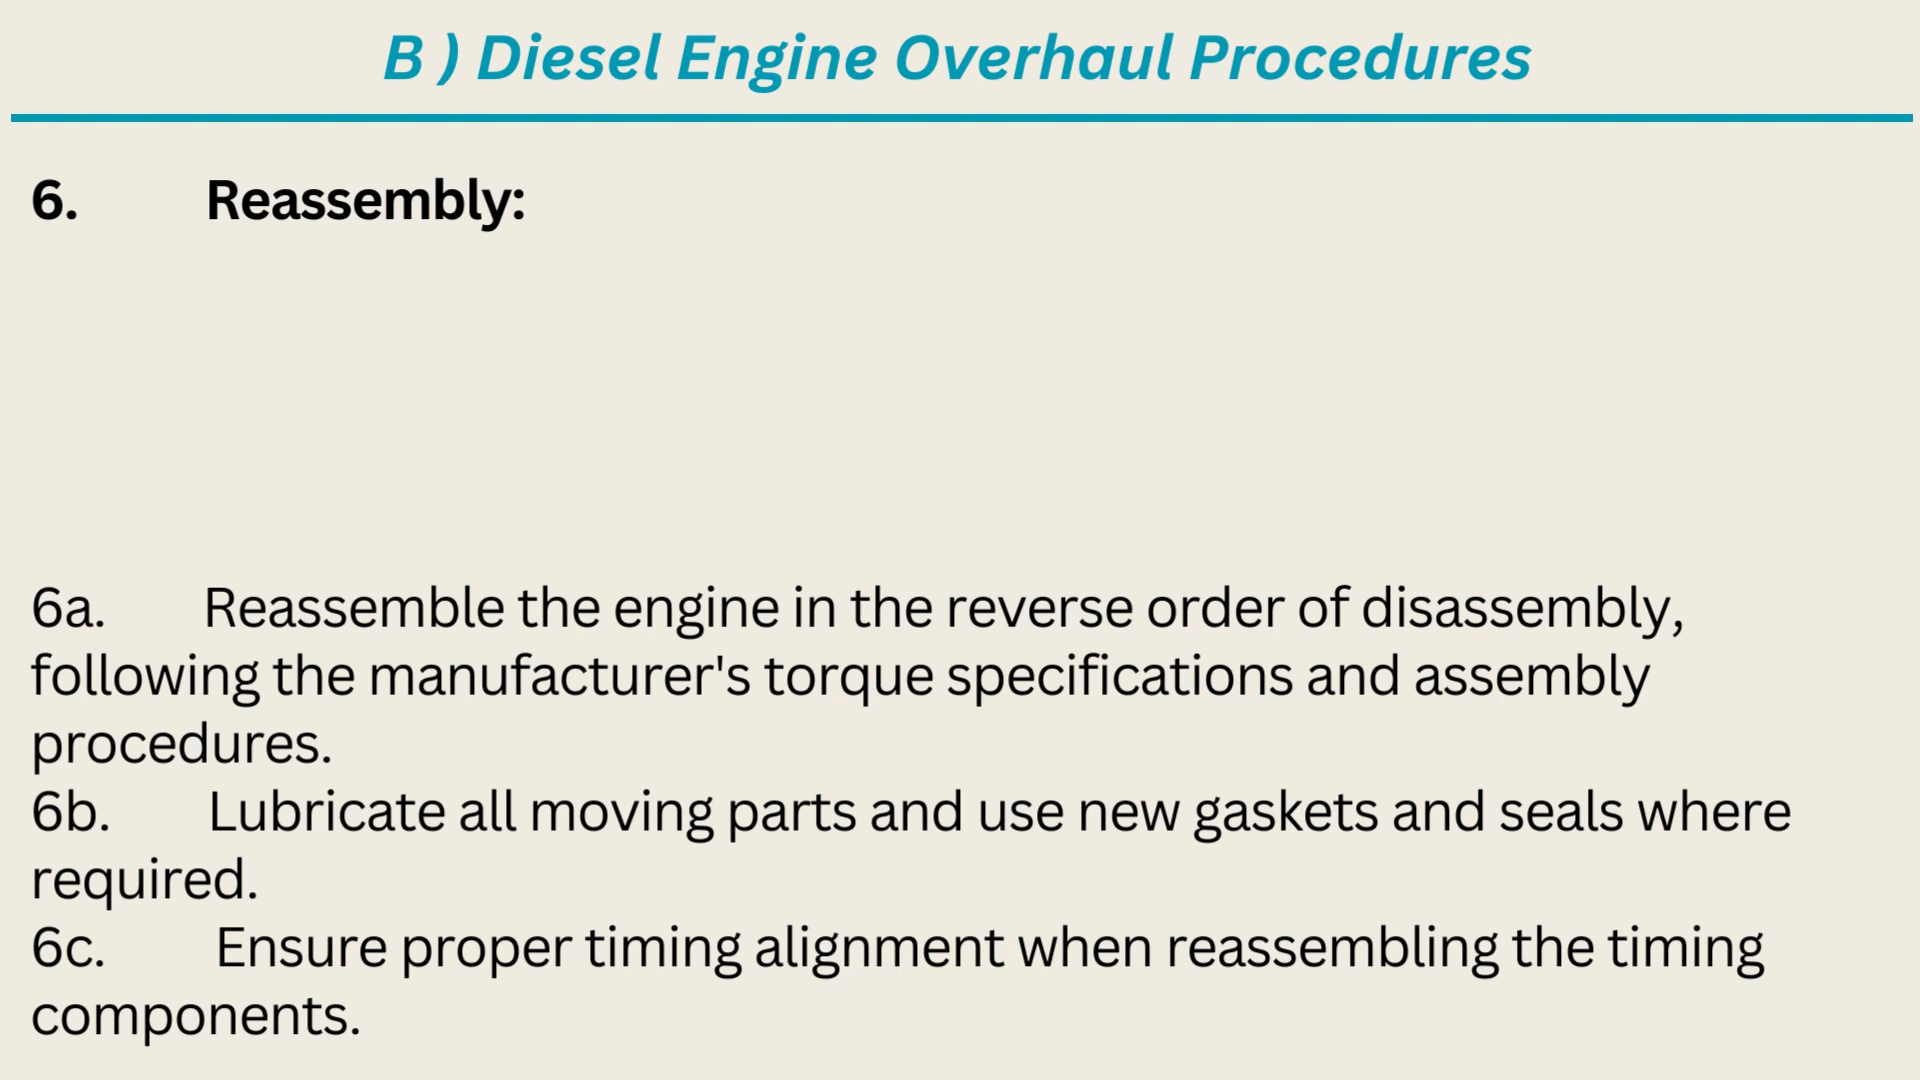 B ) Diesel Engine Overhaul Procedures
6. Reassembly:
6a. Reassemble the engine in the reverse order of disassembly,
following the manufacturer's torque specifications and assembly
procedures.
6b. Lubricate all moving parts and use new gaskets and seals where
required.
6c. Ensure proper timing alignment when reassembling the timing
components.